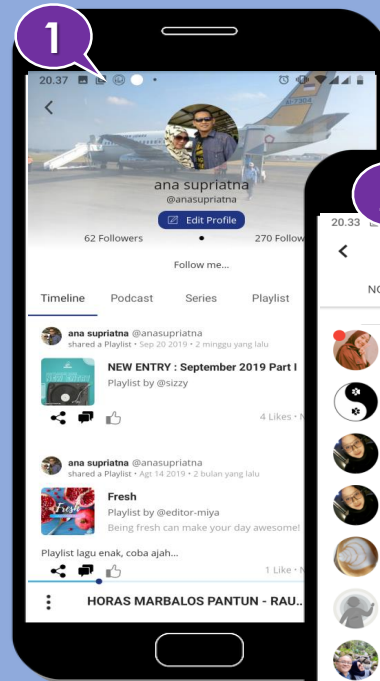 1
20.37
ana supriatna
@anasupriatna
Edit Profile
62 Followers
270 Follow
Follow me...
Timeline Podcast Series Playlist
ana supriatna @anasupriatna
shared a Playlist • Sep 20 2019 • 2 minggu yang lalu
NEW ENTRY : September 2019 Part I
Playlist by @sizzy
4 Likes • N
ana supriatna @anasupriatna
shared a Playlist • Agt 14 2019 • 2 bulan yang lalu
Fresh
Fresh
Playlist by @editor-miya
Being fresh can make your day awesome!
Playlist lagu enak, coba ajah...
1 Like • N
HORAS MARBALOS PANTUN - RAU...
20.33
NO